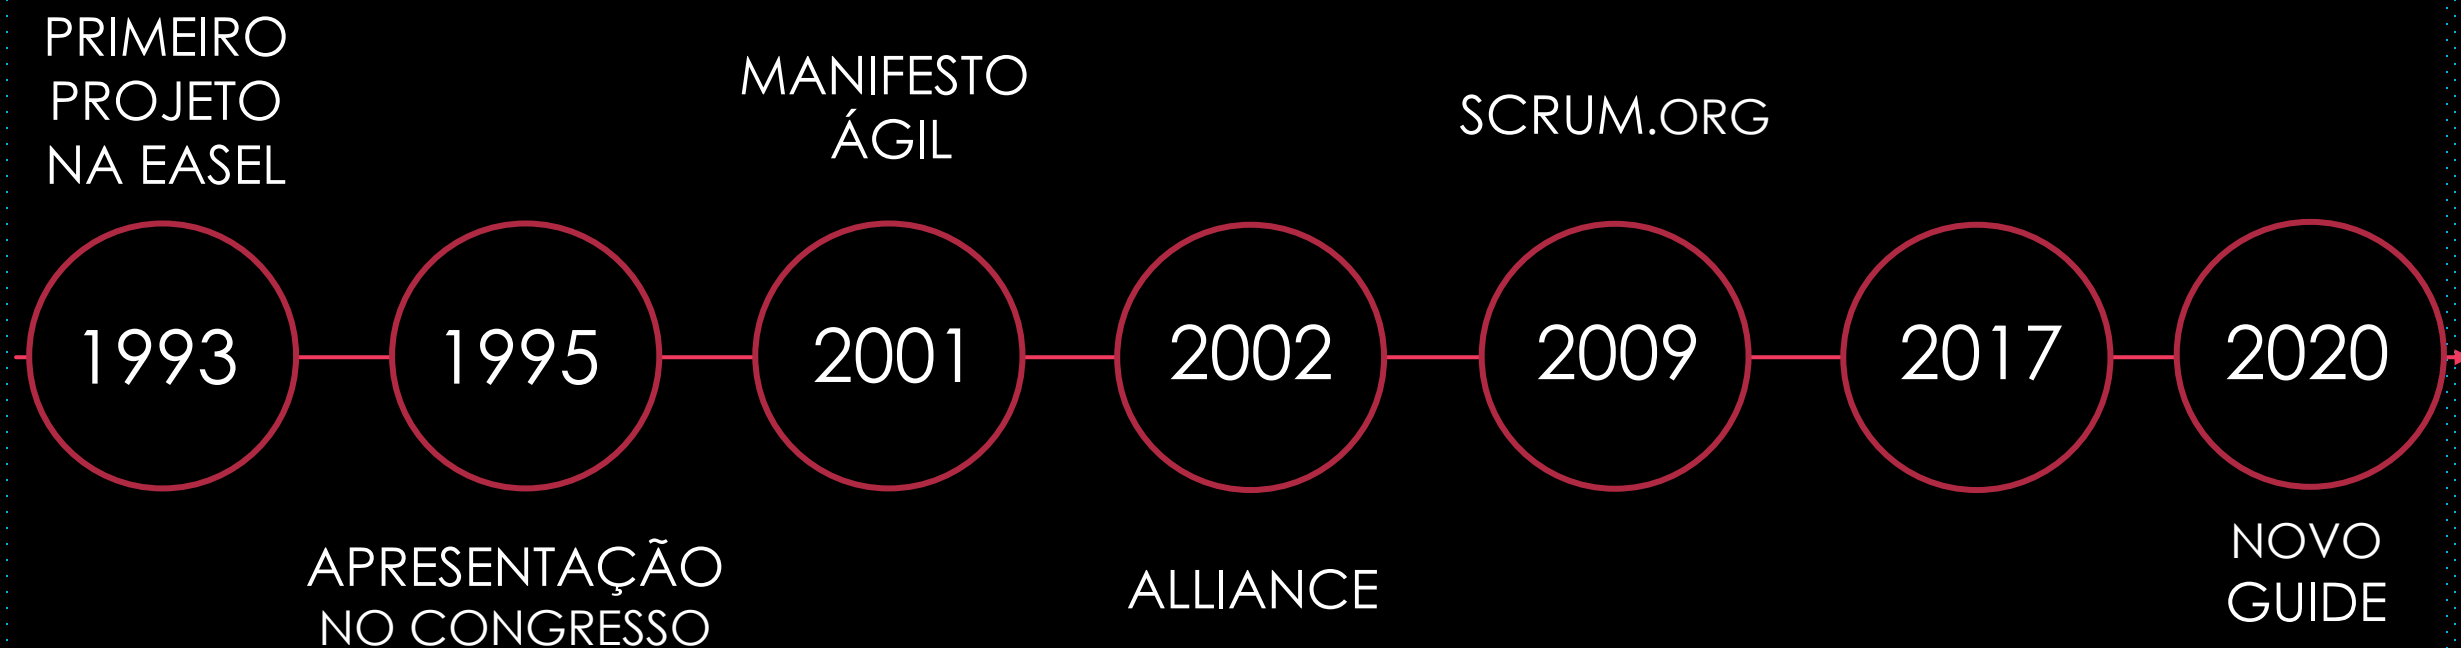 PRIMEIRO
PROJETO
NA EASEL
MANIFESTO
ÁGIL
SCRUM.ORG
1993
1995
2001
2002
2009
2017
2020
APRESENTAÇÃO
NO CONGRESSO
ALLIANCE
NOVO
GUIDE